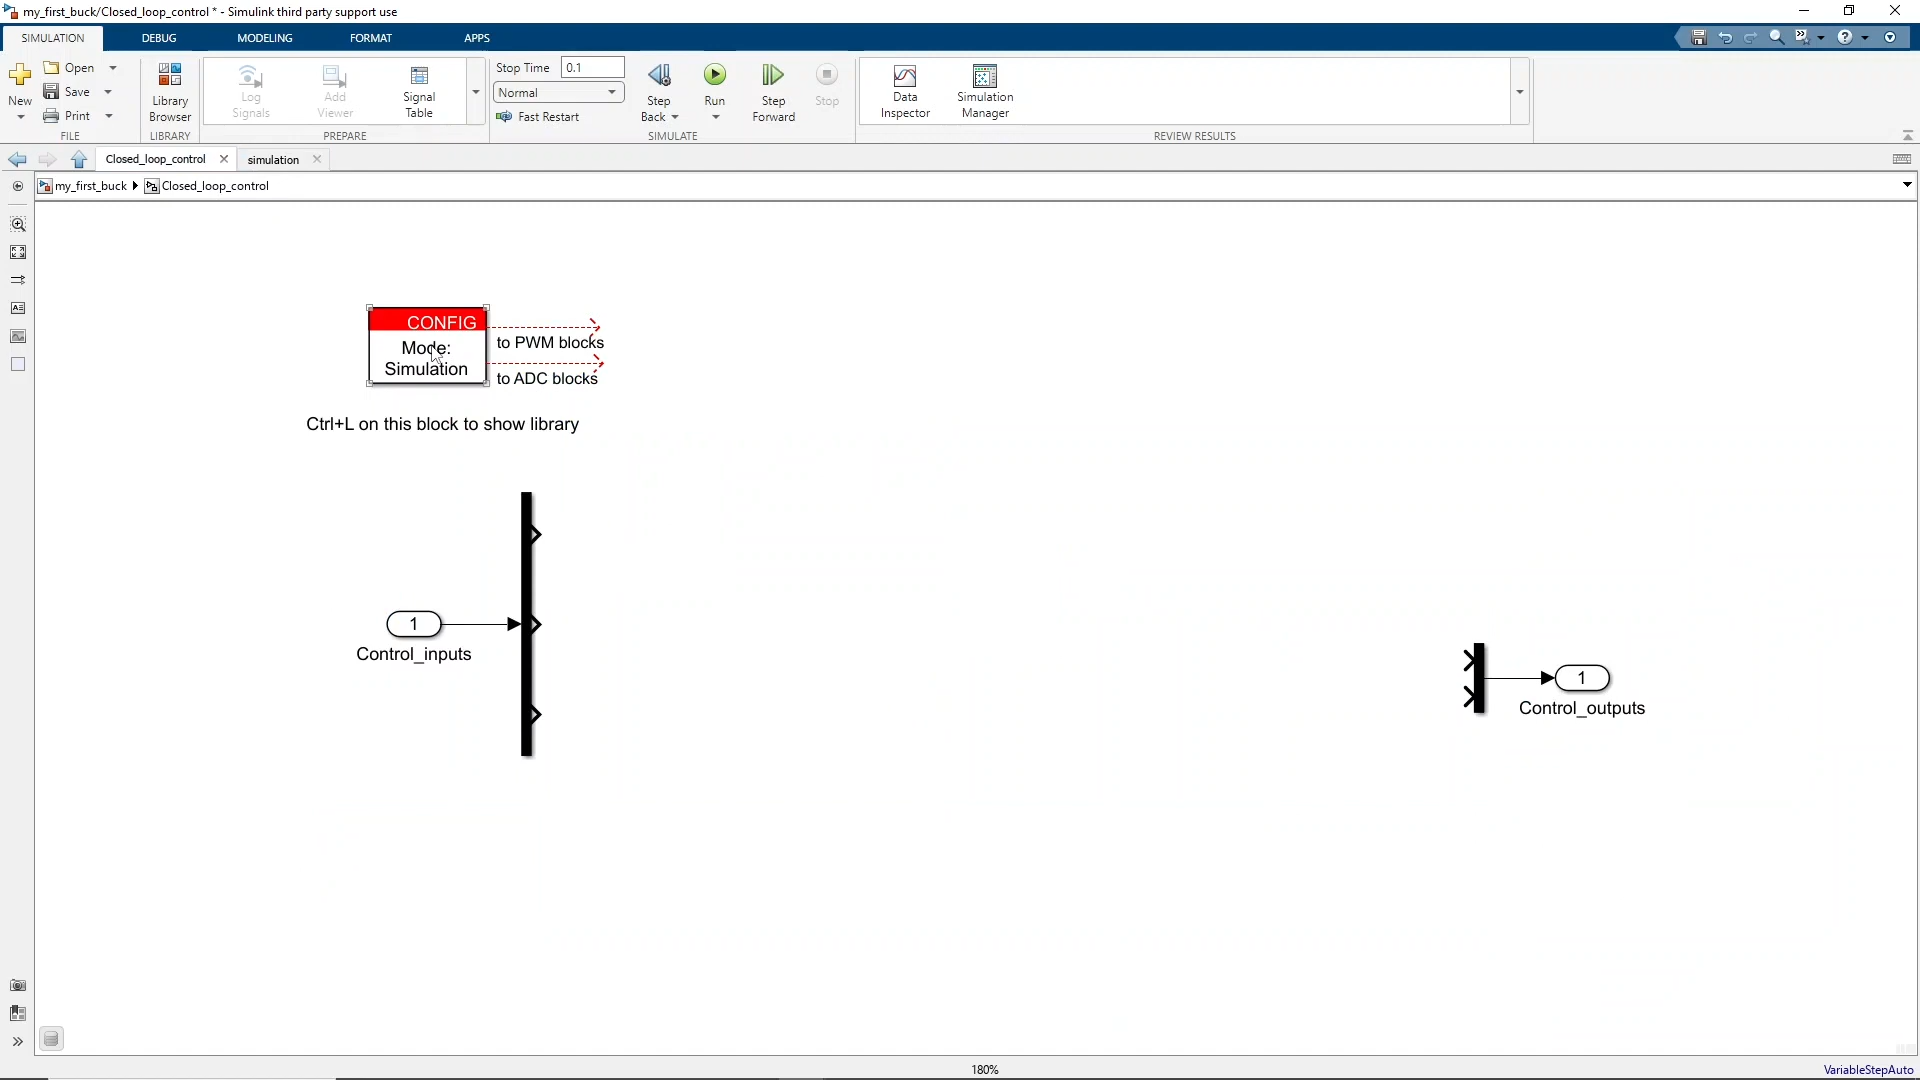 my_first_buck/Closed_loop_control * - Simulink third party support use
SIMULATION
DEBUG
MODELING
FORMAT
APPS
New
Open
Save
Print
FILE
Library
Browser
LIBRARY
Log
Signals
Add
Viewer
Signal
Table
PREPARE
Stop Time 0.1
Normal
Fast Restart
Step
Back
Run
Step
Forward
Stop
SIMULATE
Data
Inspector
Simulation
Manager
REVIEW RESULTS
Closed_loop_control
simulation
my_first_buck
Closed_loop_control
CONFIG
Mode:
Simulation
to PWM blocks
to ADC blocks
Ctrl+L on this block to show library
1
Control_inputs
1
Control_outputs
180%
VariableStepAuto